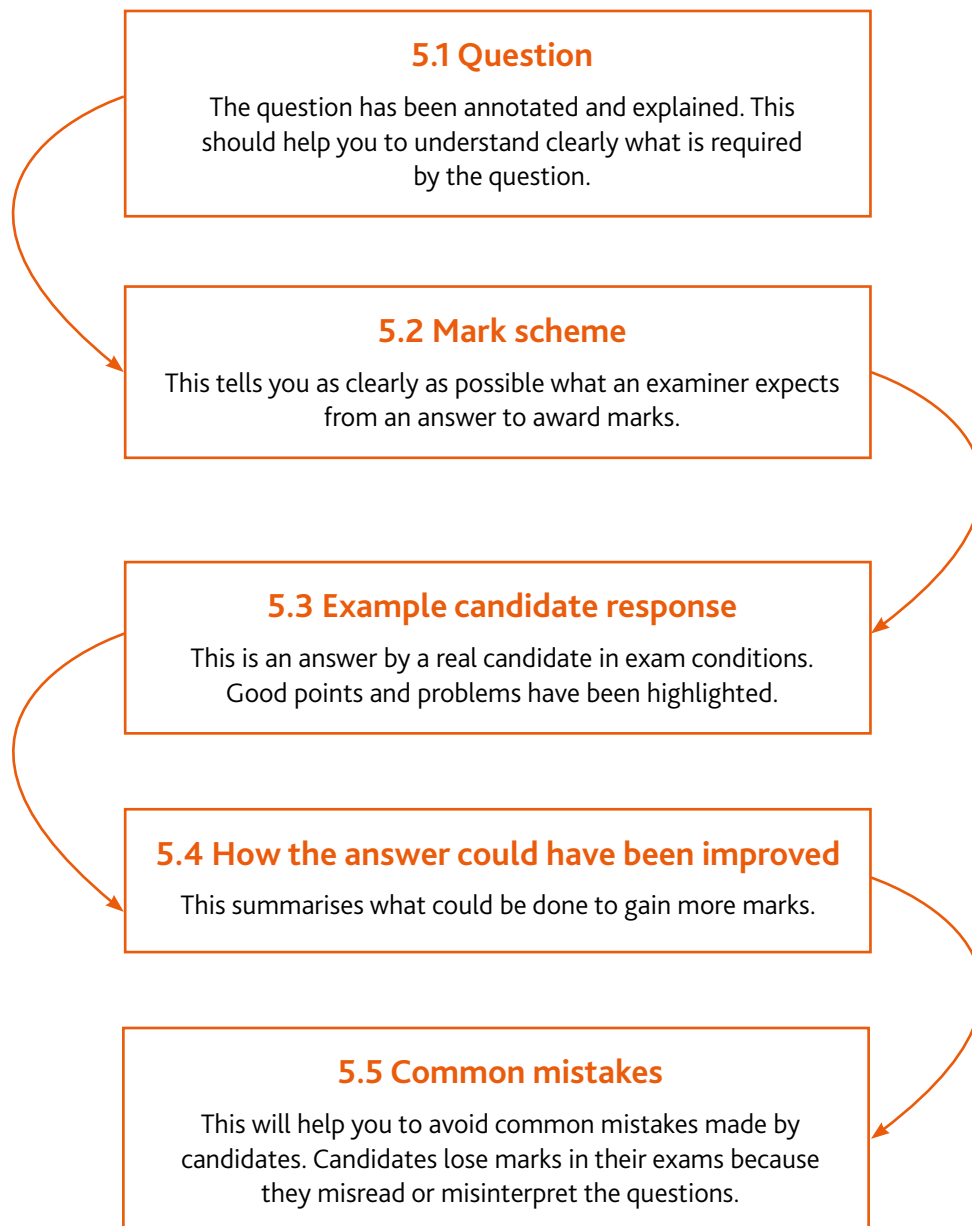 5.1 Question
The question has been annotated and explained. This
should help you to understand clearly what is required
by the question.
5.2 Mark scheme
This tells you as clearly as possible what an examiner expects
from an answer to award marks.
5.3 Example candidate response
This is an answer by a real candidate in exam conditions.
Good points and problems have been highlighted.
5.4 How the answer could have been improved
This summarises what could be done to gain more marks.
5.5 Common mistakes
This will help you to avoid common mistakes made by
candidates. Candidates lose marks in their exams because
they misread or misinterpret the questions.